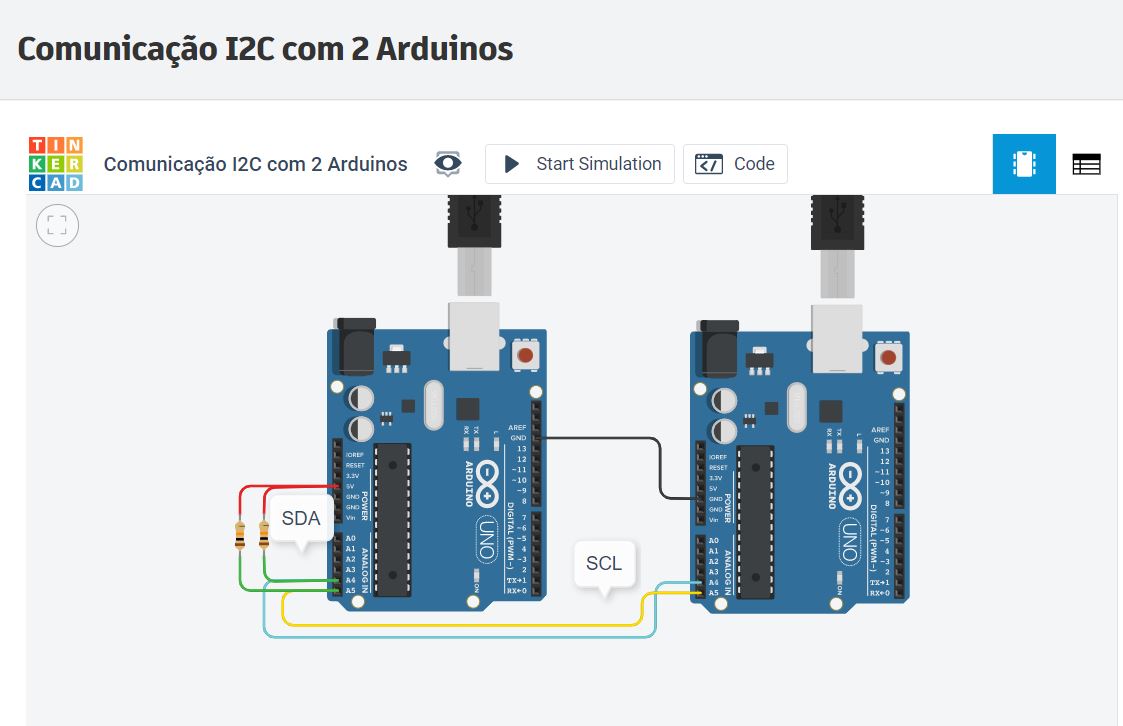 Comunicação I2C com 2 Arduinos
TINKERCAD
Comunicação I2C com 2 Arduinos
Start Simulation
Code
AREF
GND
13
12
~11
~10
~9
8
7
~6
~5
4
~3
2
TX→1
RX←0
DIGITAL (PWM~)
IOREF
RESET
3.3V
5V
GND
GND
Vin
POWER
A0
A1
A2
A3
A4
A5
ANALOG IN
RX
TX
L
ARDUINO
UNO
ON
SDA
SCL
AREF
GND
13
12
~11
~10
~9
8
7
~6
~5
4
~3
2
TX→1
RX←0
DIGITAL (PWM~)
IOREF
RESET
3.3V
5V
GND
GND
Vin
POWER
A0
A1
A2
A3
A4
A5
ANALOG IN
RX
TX
L
ARDUINO
UNO
ON